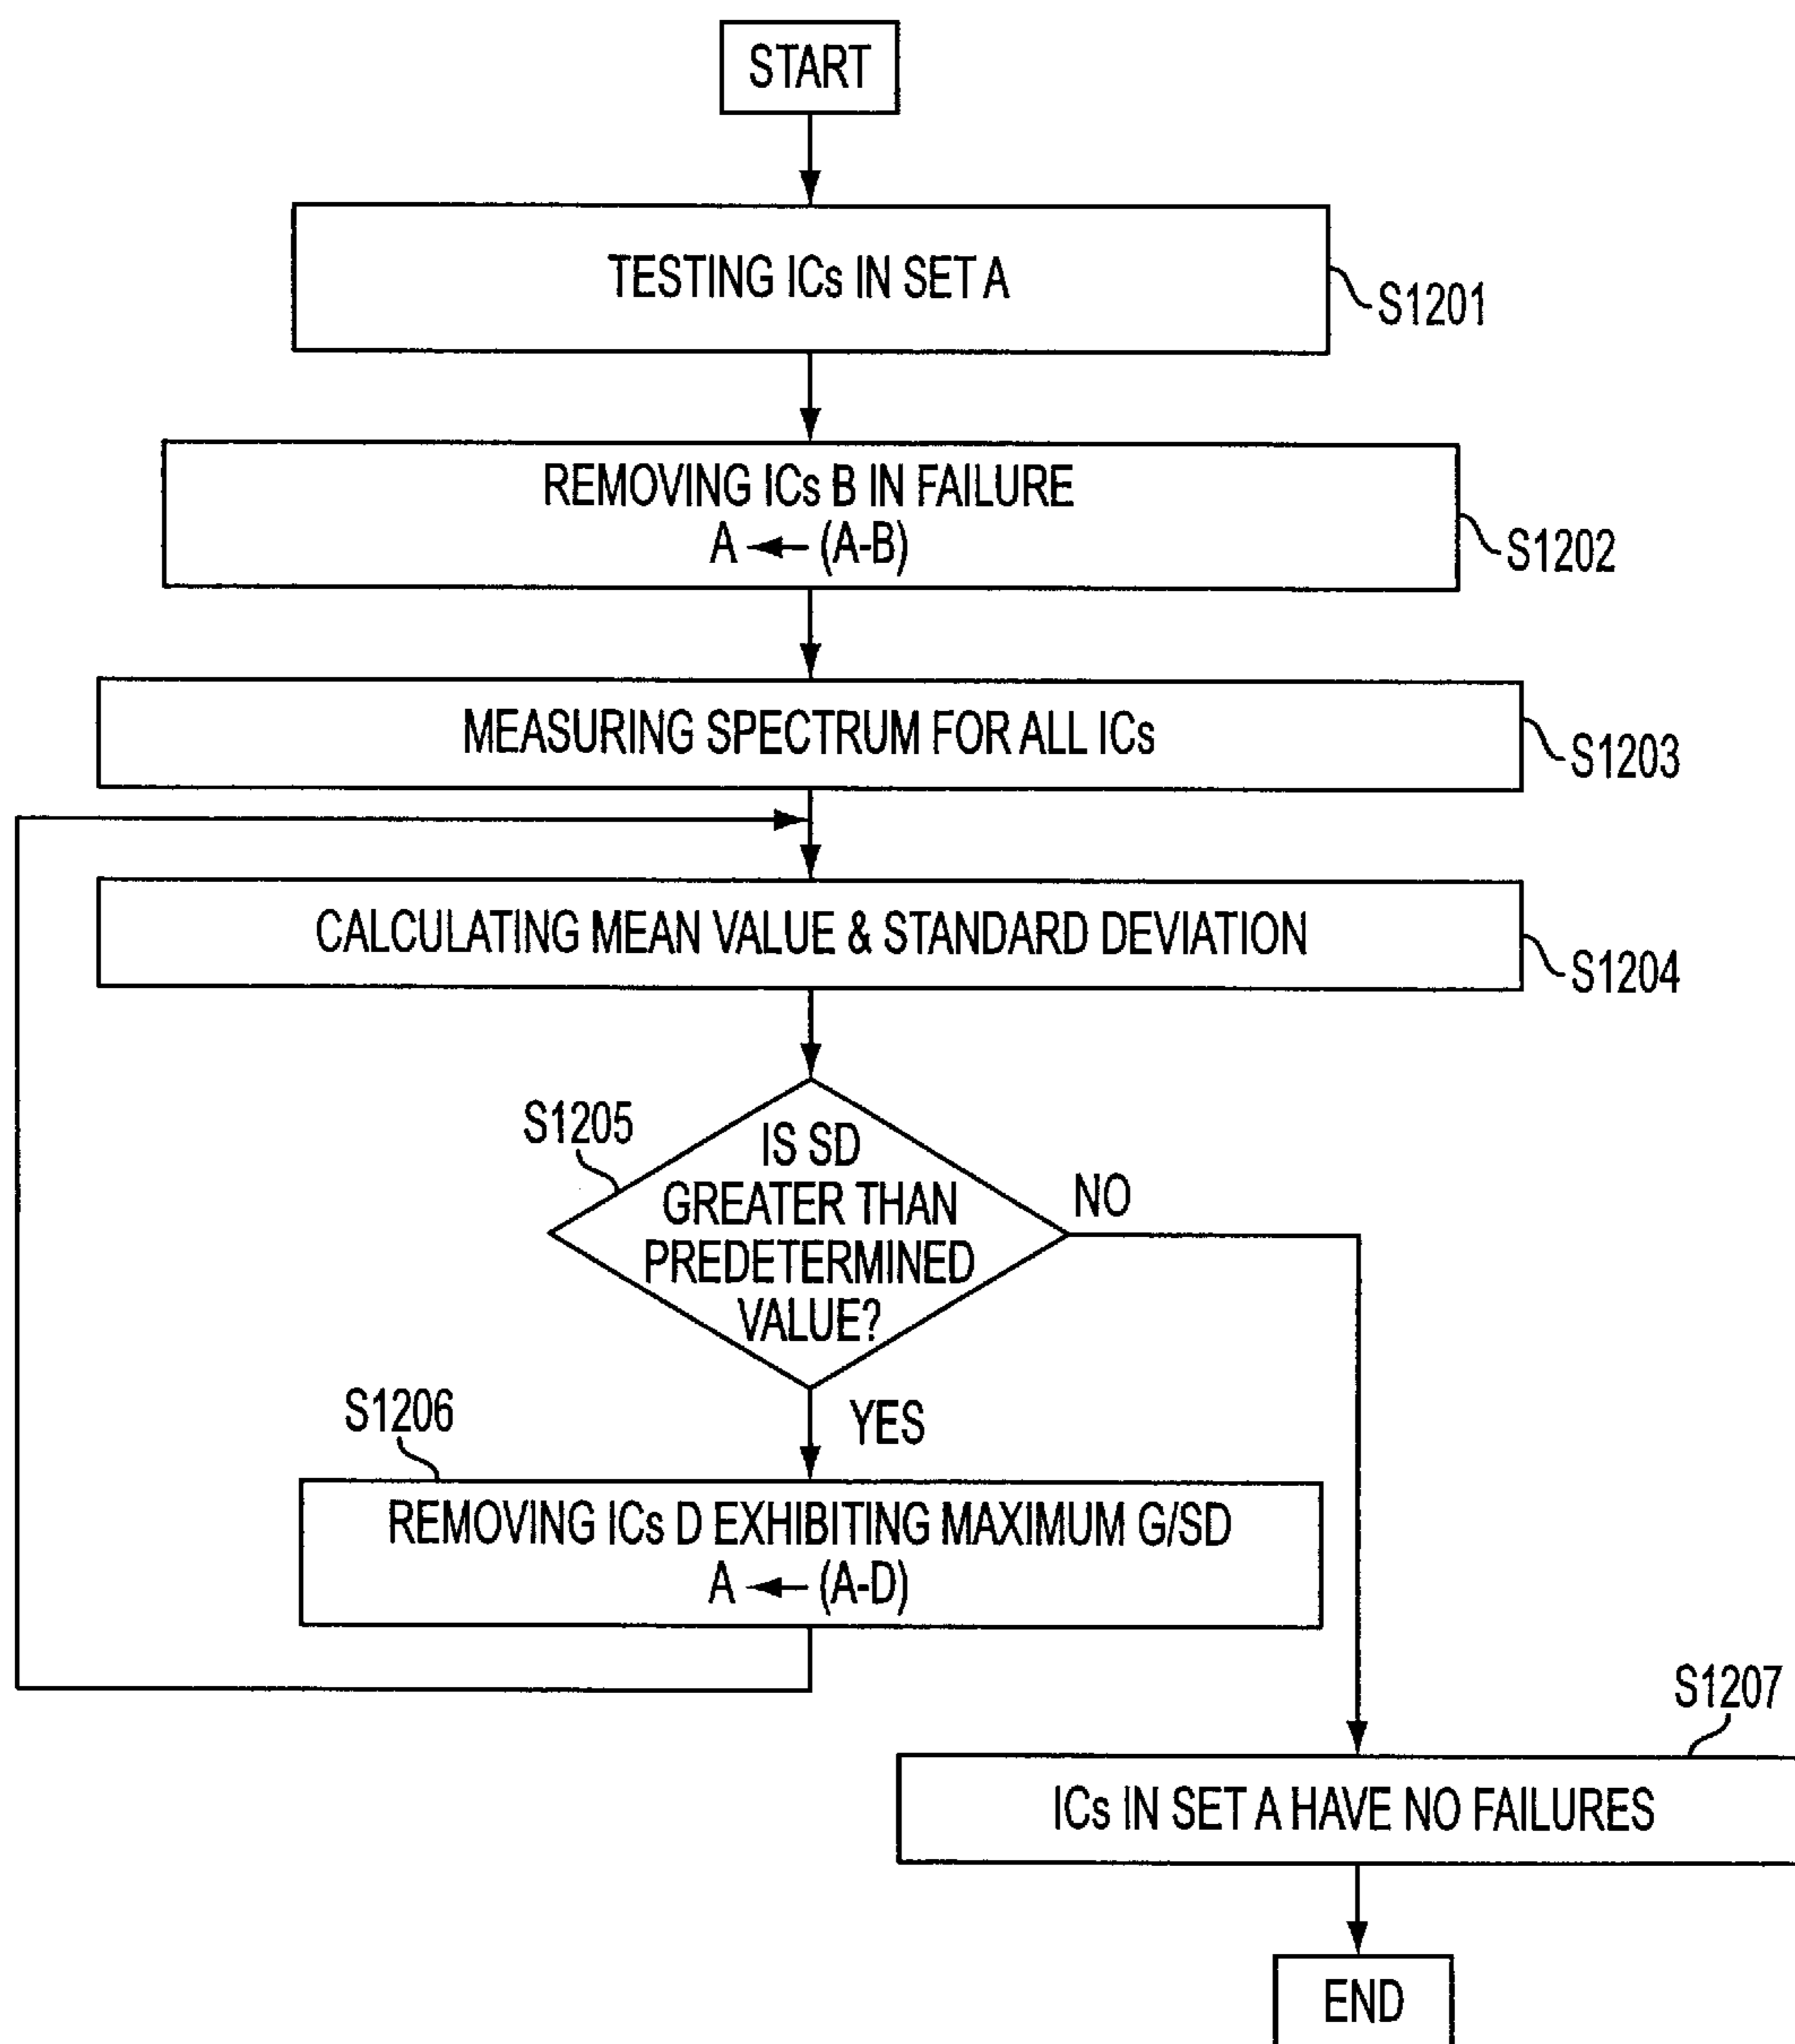 START
TESTING ICs IN SET A
S1201
REMOVING ICs B IN FAILURE
A ← (A-B)
S1202
MEASURING SPECTRUM FOR ALL ICs
S1203
CALCULATING MEAN VALUE & STANDARD DEVIATION
S1204
S1205
IS SD
GREATER THAN
PREDETERMINED
VALUE?
NO
YES
S1206
REMOVING ICs D EXHIBITING MAXIMUM G/SD
A ← (A-D)
S1207
ICs IN SET A HAVE NO FAILURES
END